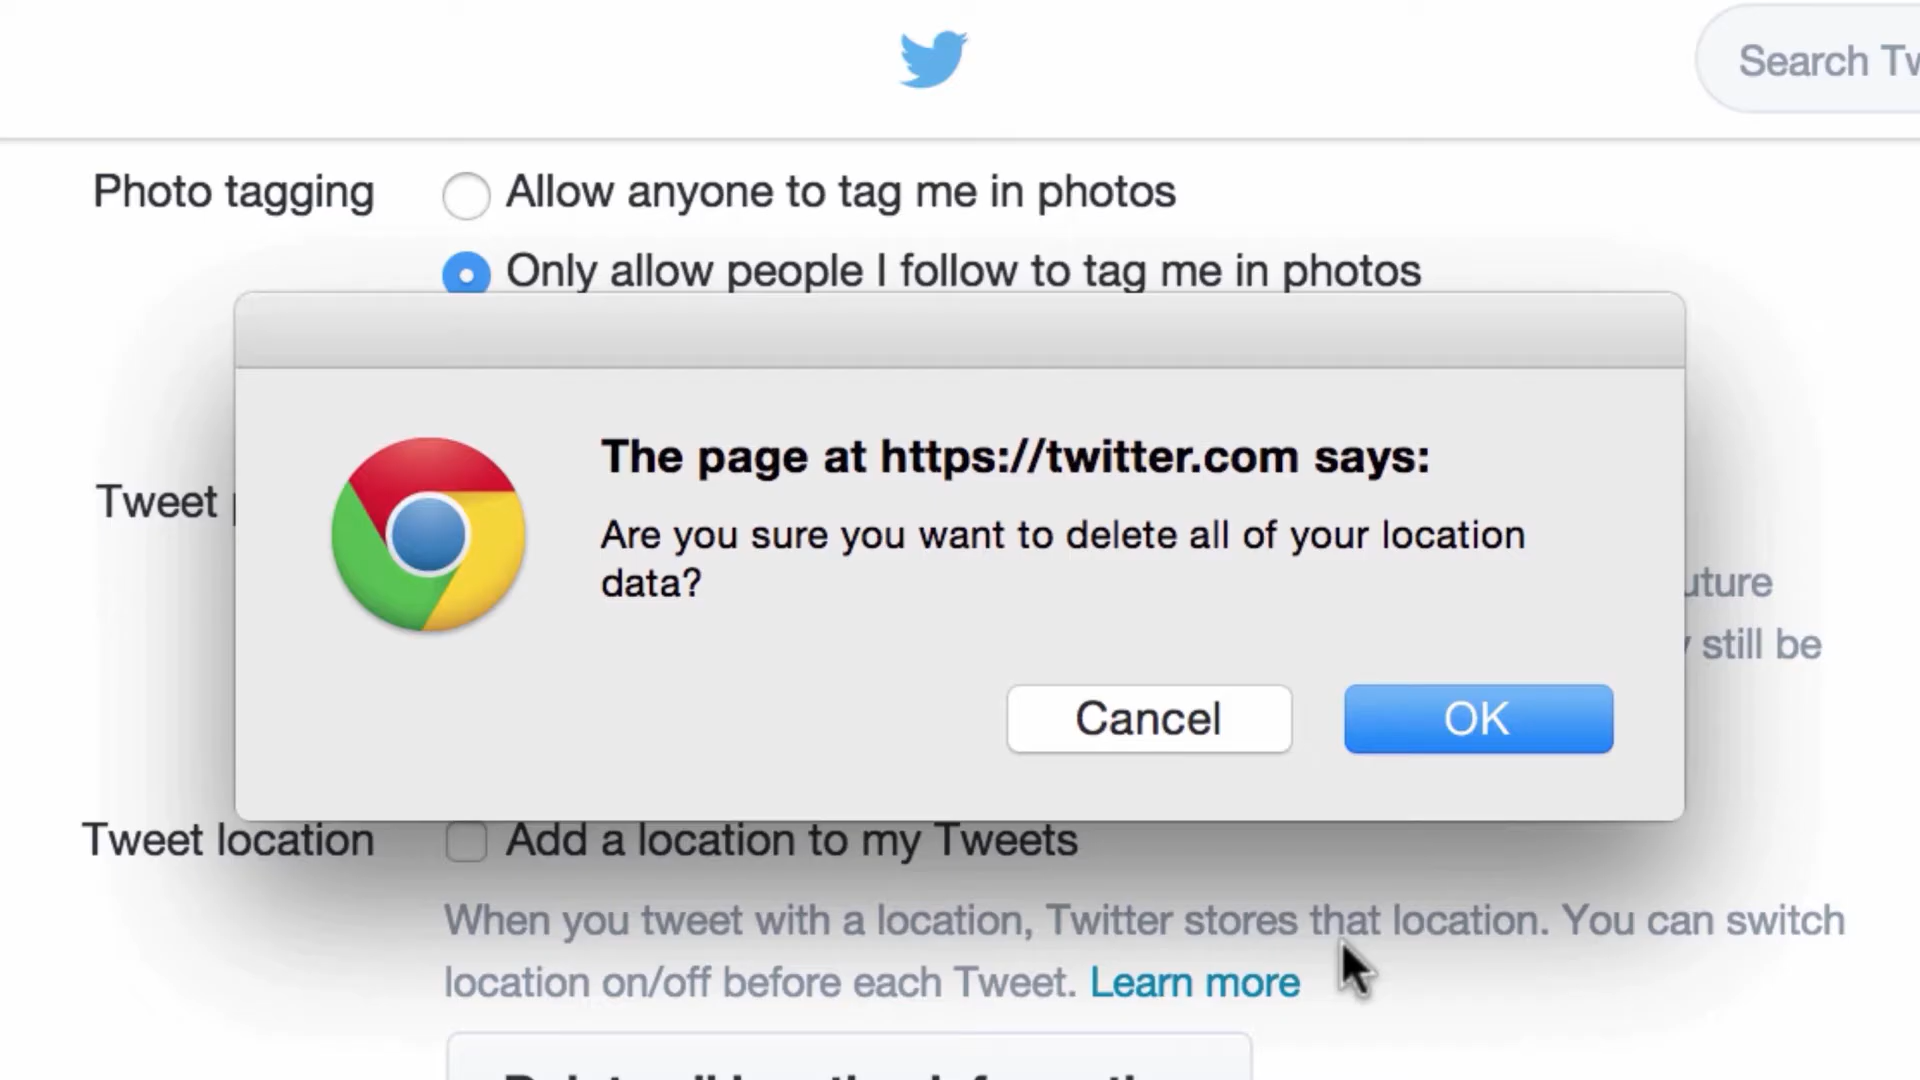 Search Tw
Photo tagging
Allow anyone to tag me in photos
Only allow people I follow to tag me in photos
The page at https://twitter.com says:
Are you sure you want to delete all of your location
data?
Tweet
uture
still be
Cancel
OK
Tweet location
Add a location to my Tweets
When you tweet with a location, Twitter stores that location. You can switch
location on/off before each Tweet. Learn more